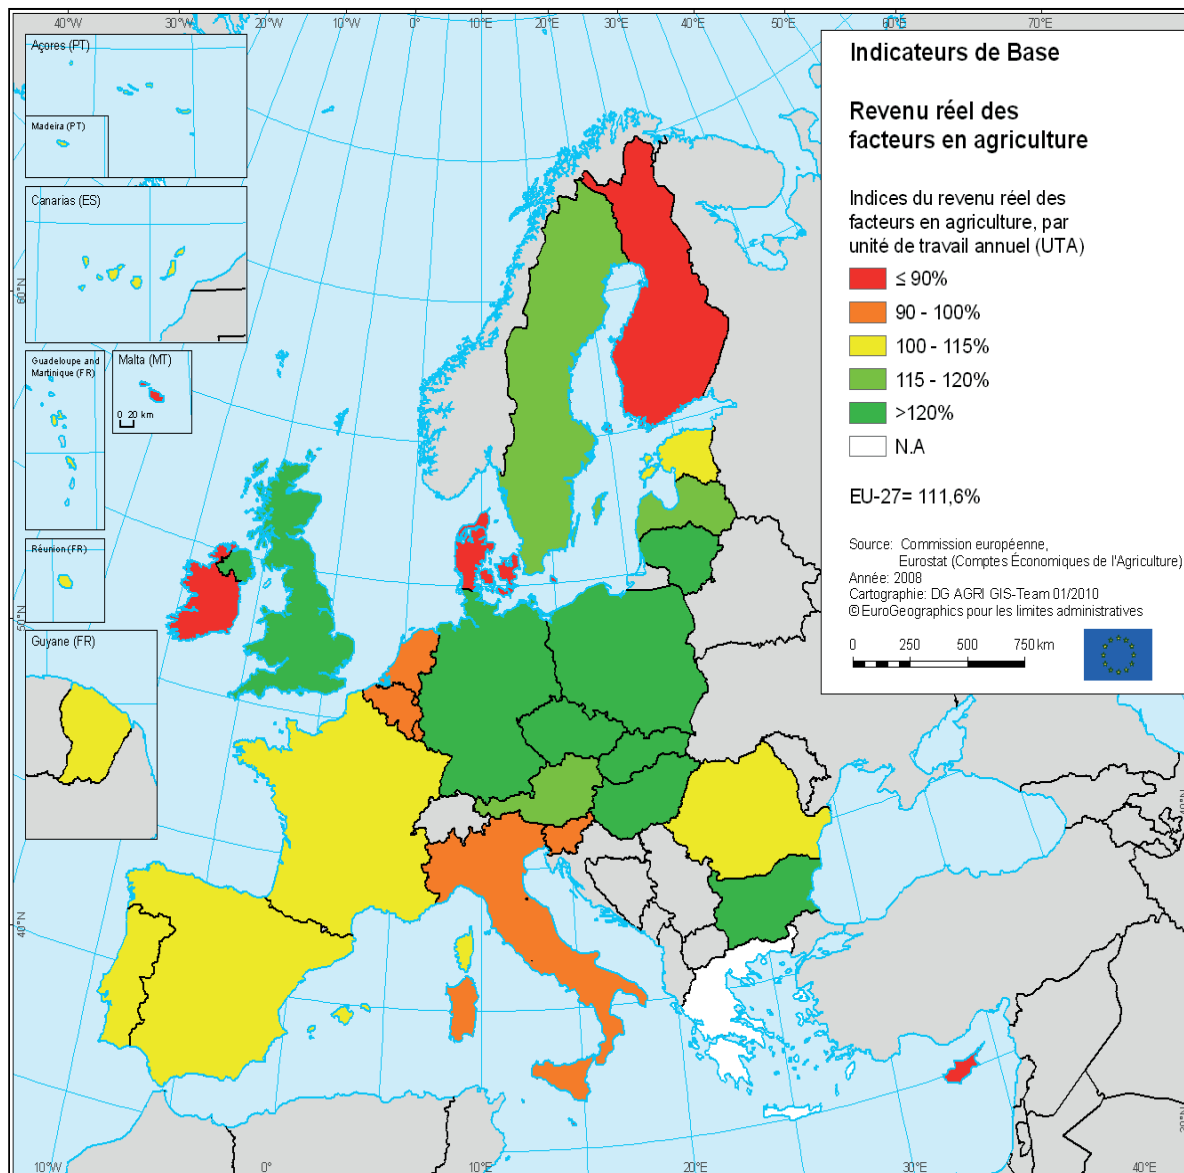 40°W
30°W
20°W
10°W
0°
10°E
20°E
30°E
40°E
50°E
60°E
70°E
Açores (PT)
Madeira (PT)
Canarias (ES)
Guadeloupe and
Martinique (FR)
Malta (MT)
0 20 km
Réunion (FR)
Guyane (FR)
Indicateurs de Base
Revenu réel des
facteurs en agriculture
Indices du revenu réel des
facteurs en agriculture, par
unité de travail annuel (UTA)
≤ 90%
90 - 100%
100 - 115%
115 - 120%
>120%
N.A
EU-27= 111,6%
Source: Commission européenne,
Eurostat (Comptes Économiques de l'Agriculture)
Année: 2008
Cartographie: DG AGRI GIS-Team 01/2010
© EuroGeographics pour les limites administratives
0 250 500 750 km
60°N
50°N
40°N
40°N
30°N
10°W
0°
10°E
20°E
30°E
40°E